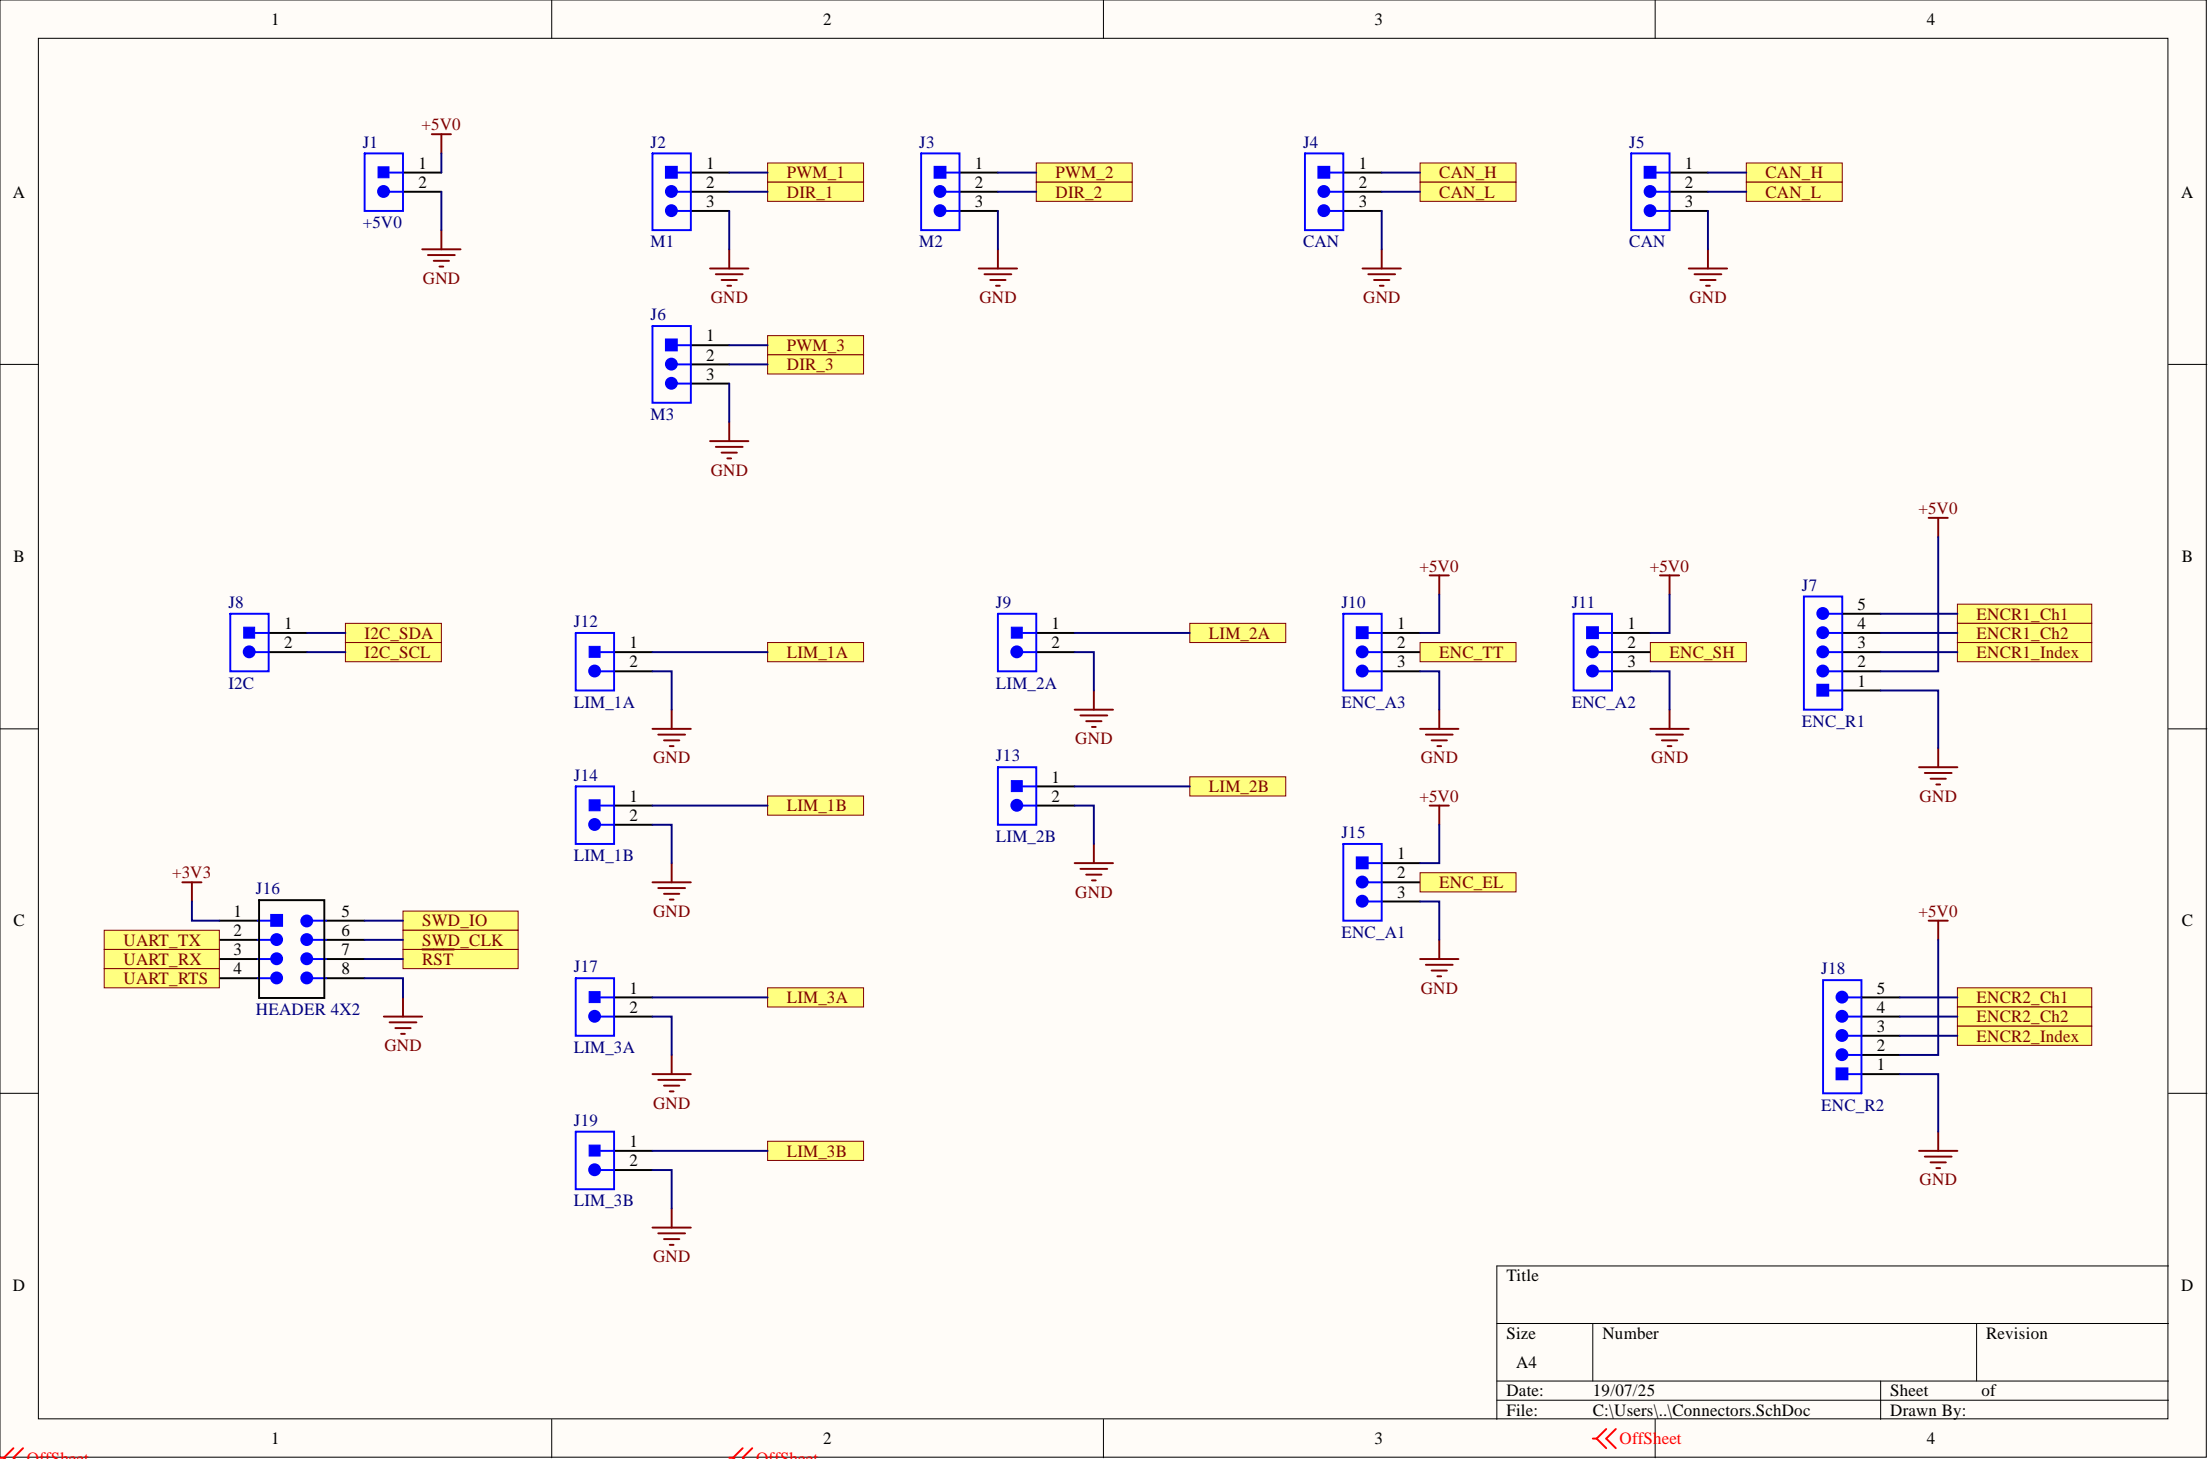 1 2 3 4
A A
B B
C C
D D
J1
+5V0
1
2
+5V0
GND
J2
1 PWM_1
2 DIR_1
3
M1
GND
J3
1 PWM_2
2 DIR_2
3
M2
GND
J4
1 CAN_H
2 CAN_L
3
CAN
GND
J5
1 CAN_H
2 CAN_L
3
CAN
GND
J6
1 PWM_3
2 DIR_3
3
M3
GND
J8
1 I2C_SDA
2 I2C_SCL
I2C
J12
1 LIM_1A
2
LIM_1A
GND
J9
1 LIM_2A
2
LIM_2A
GND
+5V0
J10
1
2 ENC_TT
3
ENC_A3
GND
+5V0
J11
1
2 ENC_SH
3
ENC_A2
GND
+5V0
J7
5 ENCR1_Ch1
4 ENCR1_Ch2
3 ENCR1_Index
2
1
ENC_R1
GND
J14
1 LIM_1B
2
LIM_1B
GND
J13
1 LIM_2B
2
LIM_2B
GND
+5V0
J15
1
2 ENC_EL
3
ENC_A1
GND
+3V3
J16
1 5 SWD_IO
UART_TX 2 6 SWD_CLK
UART_RX 3 7 RST
UART_RTS 4 8
HEADER 4X2
GND
J17
1 LIM_3A
2
LIM_3A
GND
+5V0
J18
5 ENCR2_Ch1
4 ENCR2_Ch2
3 ENCR2_Index
2
1
ENC_R2
GND
J19
1 LIM_3B
2
LIM_3B
GND
Title
Size Number Revision
A4
Date: 19/07/25 Sheet of
File: C:\Users\..\Connectors.SchDoc Drawn By:
1 2 3 4
OffSheet OffSheet OffSheet